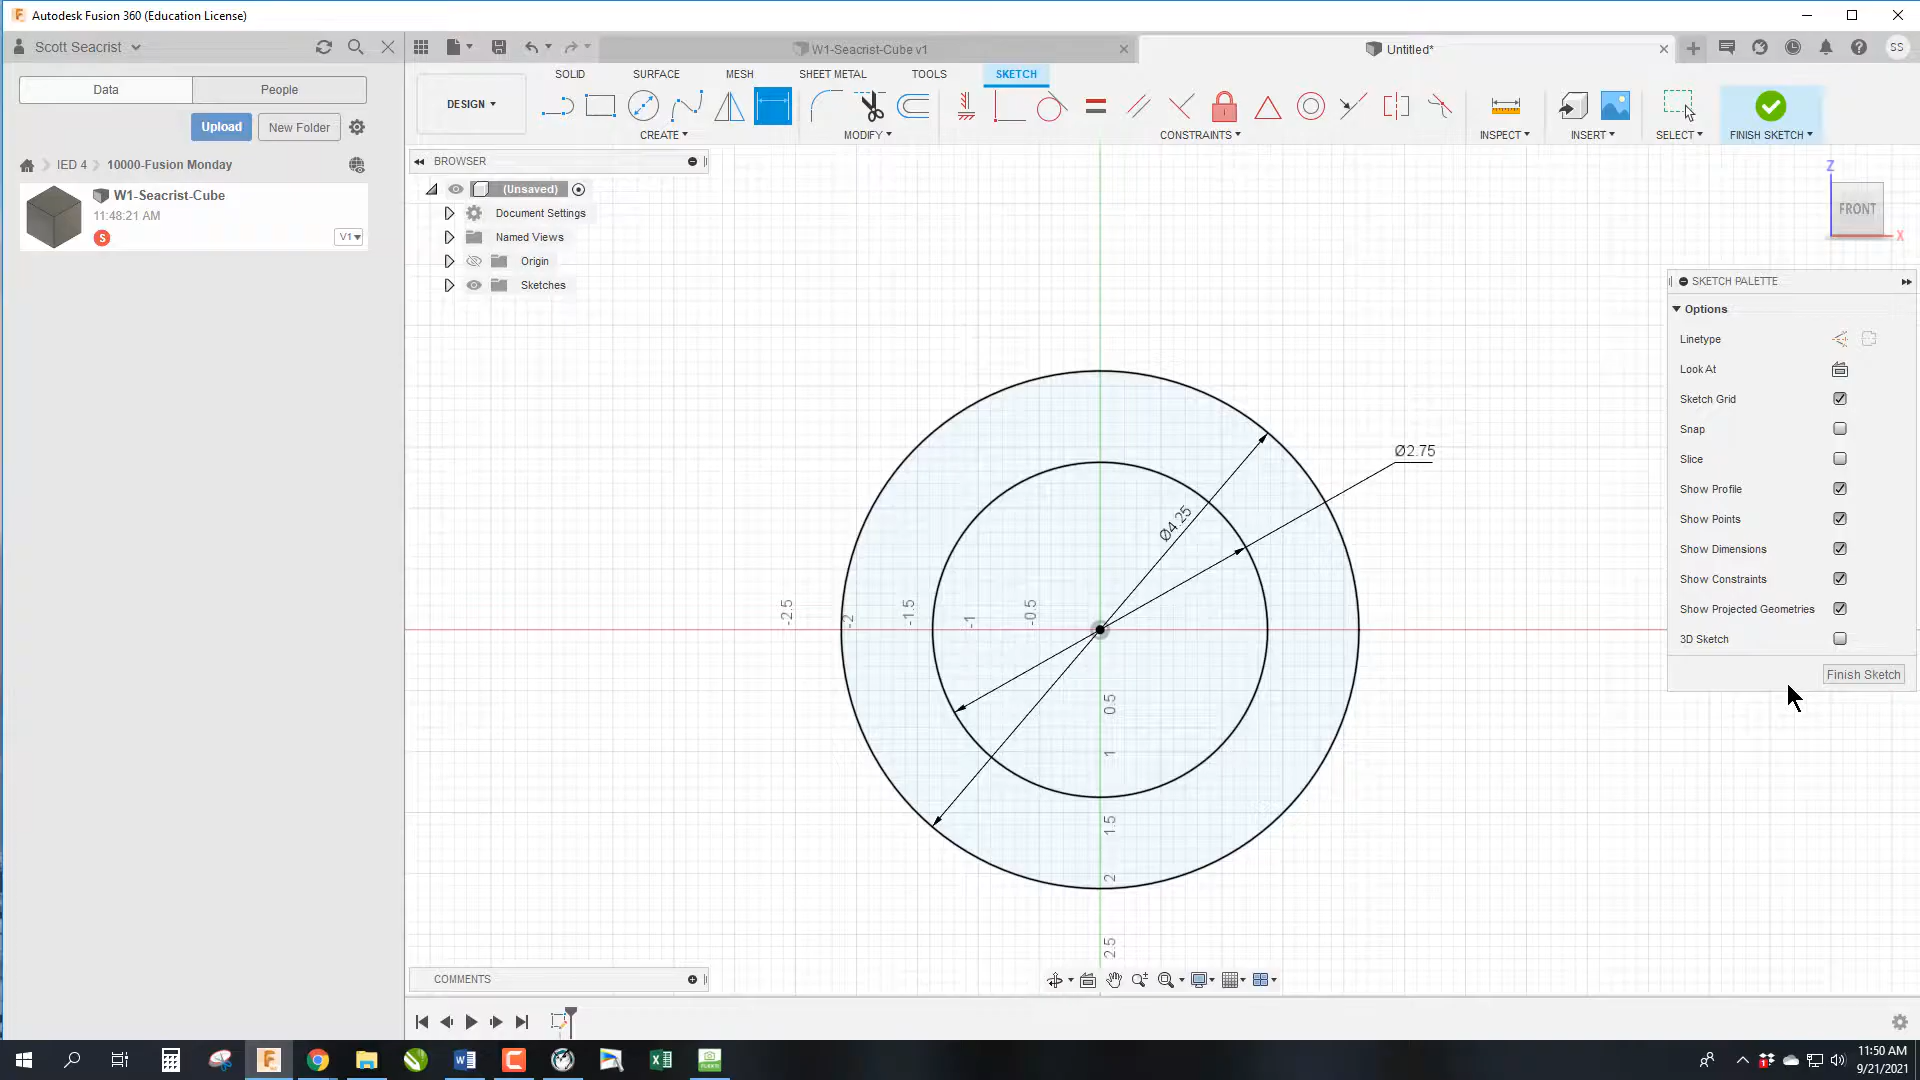 Autodesk Fusion 360 (Education License)
Scott Seacrist
W1-Seacrist-Cube v1
Untitled*
SS
SOLID
SURFACE
MESH
SHEET METAL
TOOLS
SKETCH
Data
People
DESIGN
Upload
New Folder
CREATE
MODIFY
CONSTRAINTS
INSPECT
INSERT
SELECT
FINISH SKETCH
IED 4
10000-Fusion Monday
BROWSER
W1-Seacrist-Cube
11:48:21 AM
S
V1
(Unsaved)
Document Settings
Named Views
Origin
Sketches
Z
FRONT
X
SKETCH PALETTE
Options
Linetype
Look At
Sketch Grid
Snap
Slice
Show Profile
Show Points
Show Dimensions
Show Constraints
Show Projected Geometries
3D Sketch
Finish Sketch
Ø2.75
Ø4.25
-2.5
-2
-1.5
-1
-0.5
0.5
1
1.5
2
2.5
COMMENTS
11:50 AM
9/21/2021